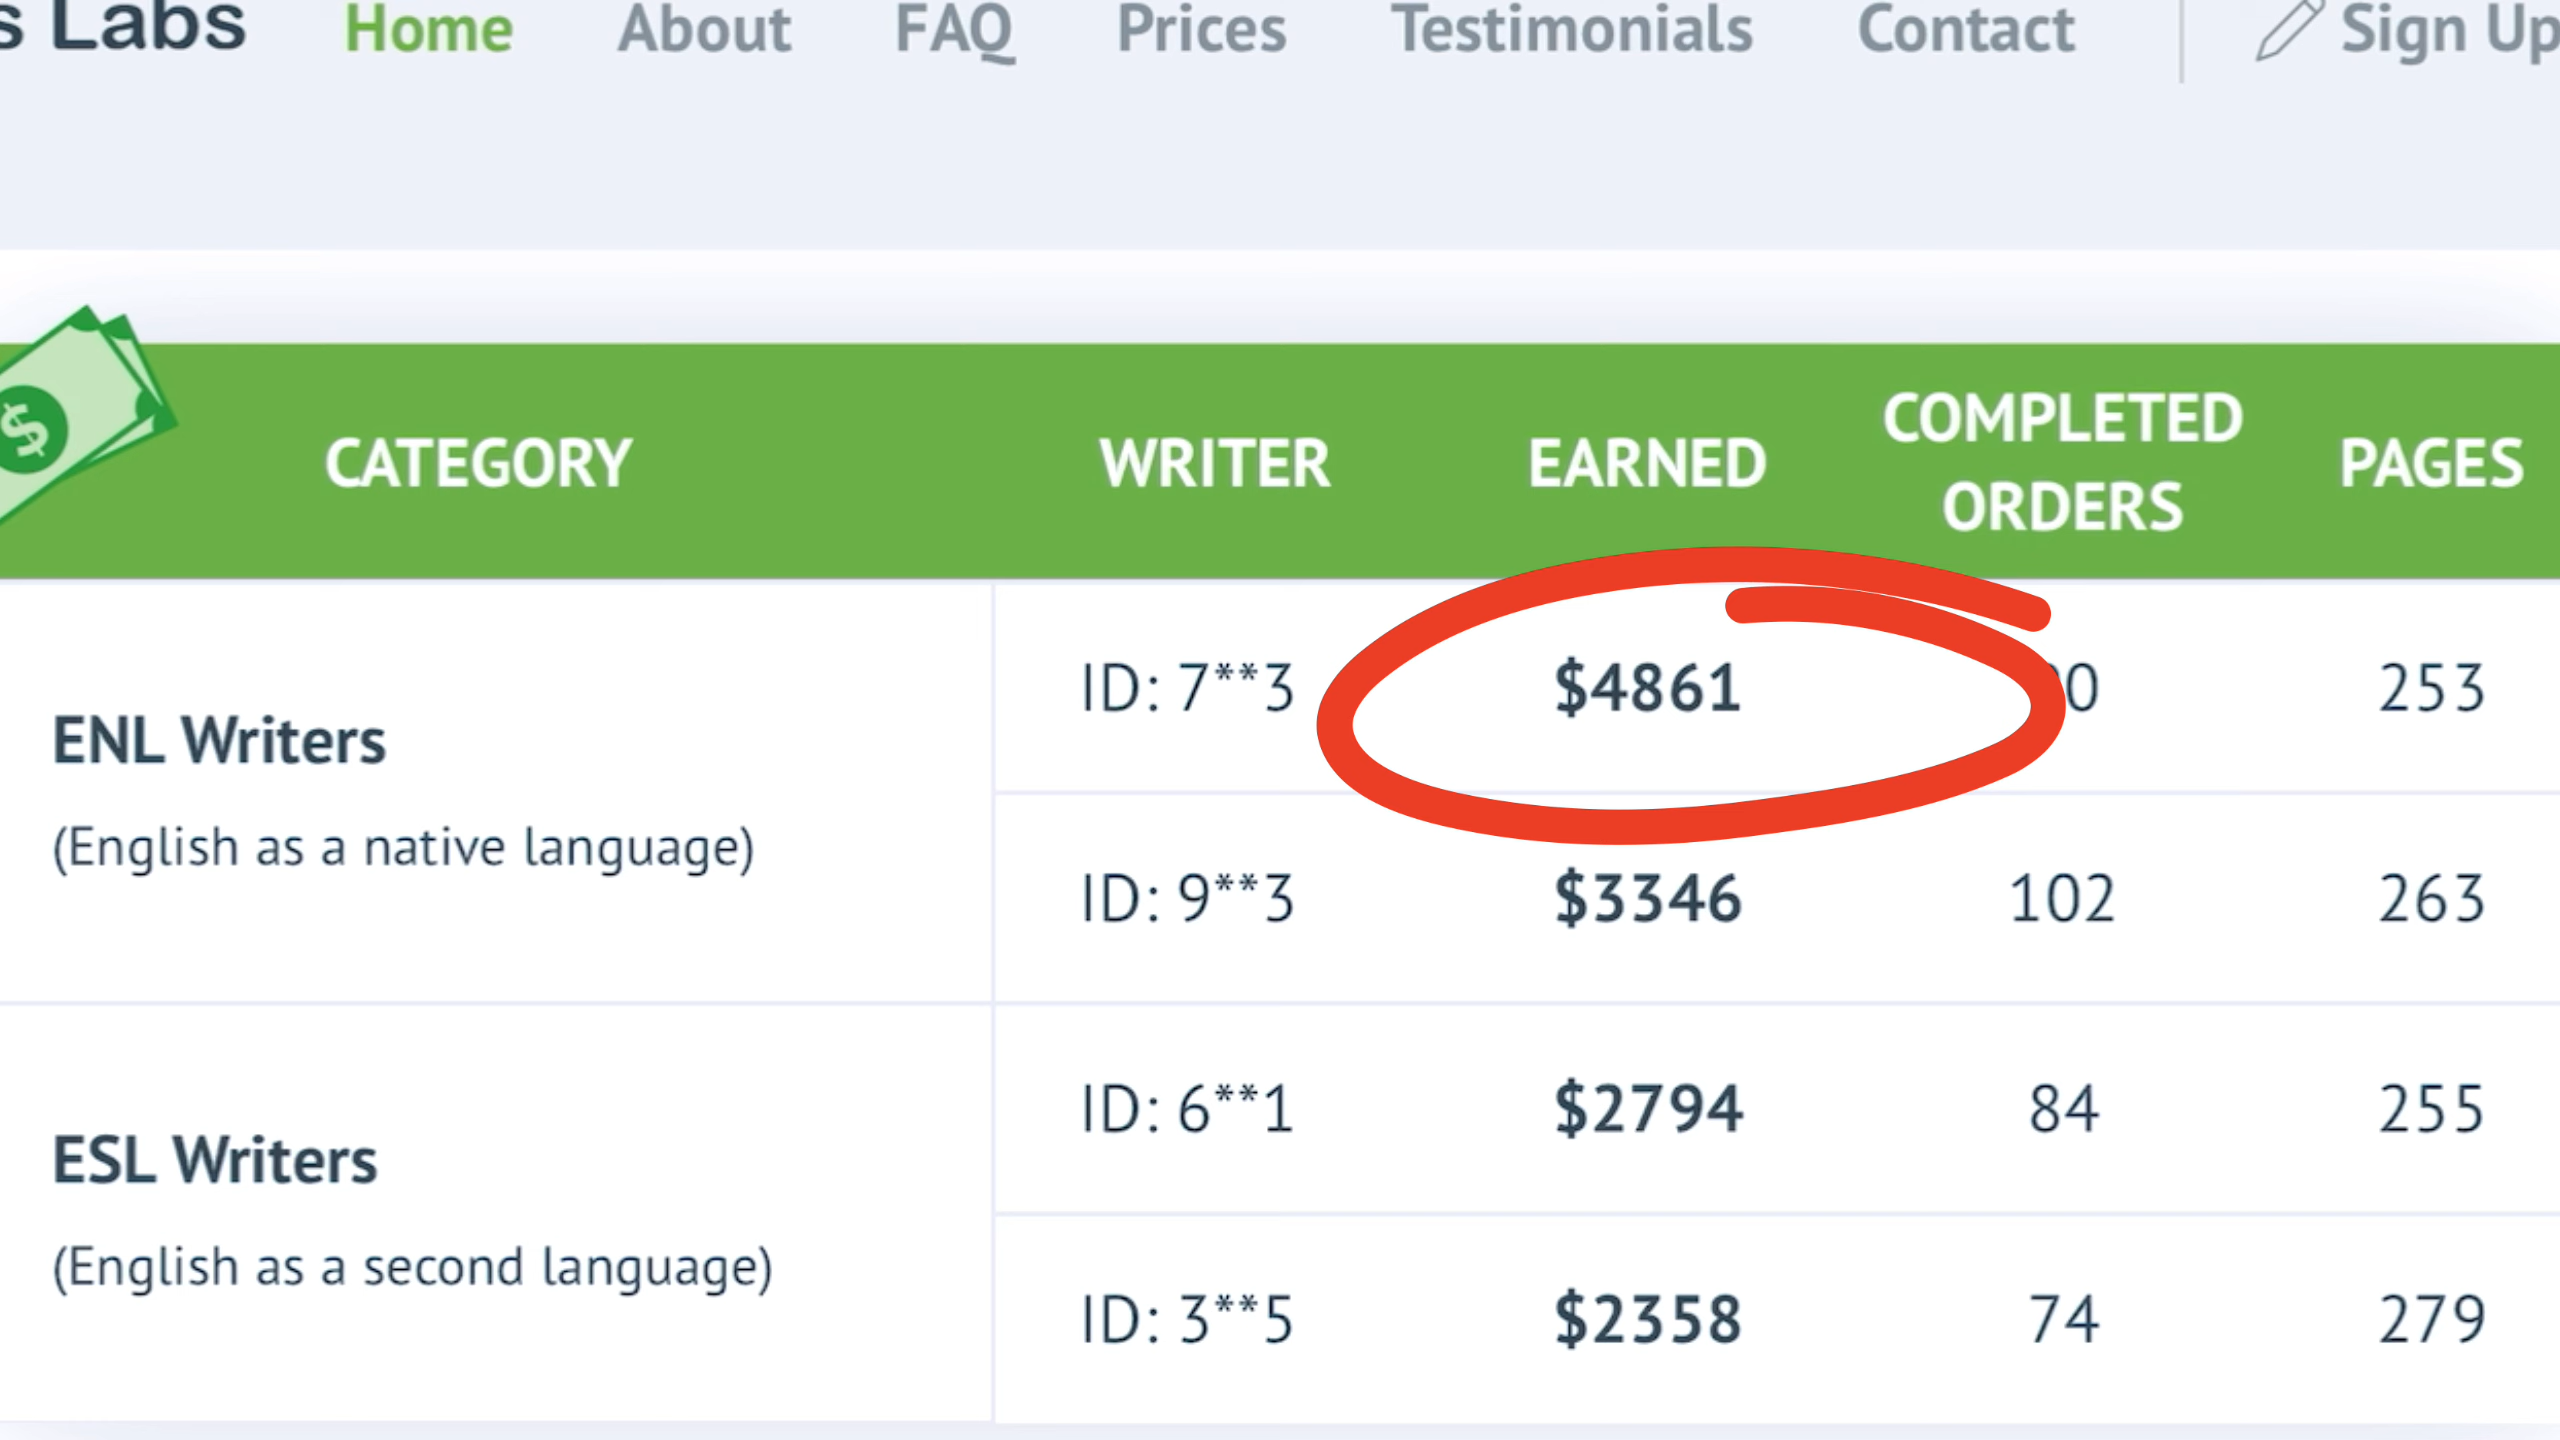 s Labs Home About FAQ Prices Testimonials Contact Sign Up
CATEGORY WRITER EARNED COMPLETED ORDERS PAGES
ENL Writers
(English as a native language)
ID: 7**3 $4861 253
ID: 9**3 $3346 102 263
ESL Writers
(English as a second language)
ID: 6**1 $2794 84 255
ID: 3**5 $2358 74 279